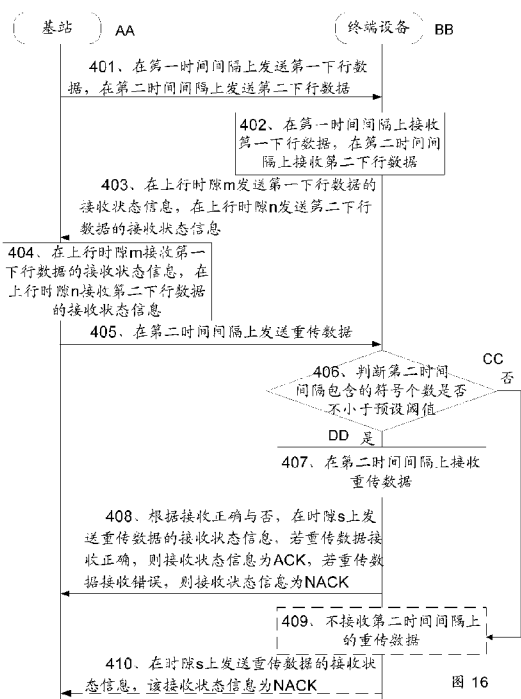 基站 AA
终端设备 BB
401、在第一时间间隔上发送第一下行数
据，在第二时间间隔上发送第二下行数据
402、在第一时间间隔上接收
第一下行数据，在第二时间间
隔上接收第二下行数据
403、在上行时隙m发送第一下行数据的
接收状态信息，在上行时隙n发送第二下行
数据的接收状态信息
404、在上行时隙m接收第一
下行数据的接收状态信息，在
上行时隙n接收第二下行数据
的接收状态信息
405、在第二时间间隔上发送重传数据
406、判断第二时间
间隔包含的符号个数是否
不小于预设阈值
CC
否
DD 是
407、在第二时间间隔上接收
重传数据
408、根据接收正确与否，在时隙s上发
送重传数据的接收状态信息，若重传数据接
收正确，则接收状态信息为ACK，若重传数
据接收错误，则接收状态信息为NACK
409、不接收第二时间间隔上
的重传数据
410、在时隙s上发送重传数据的接收状
态信息，该接收状态信息为NACK
图 16